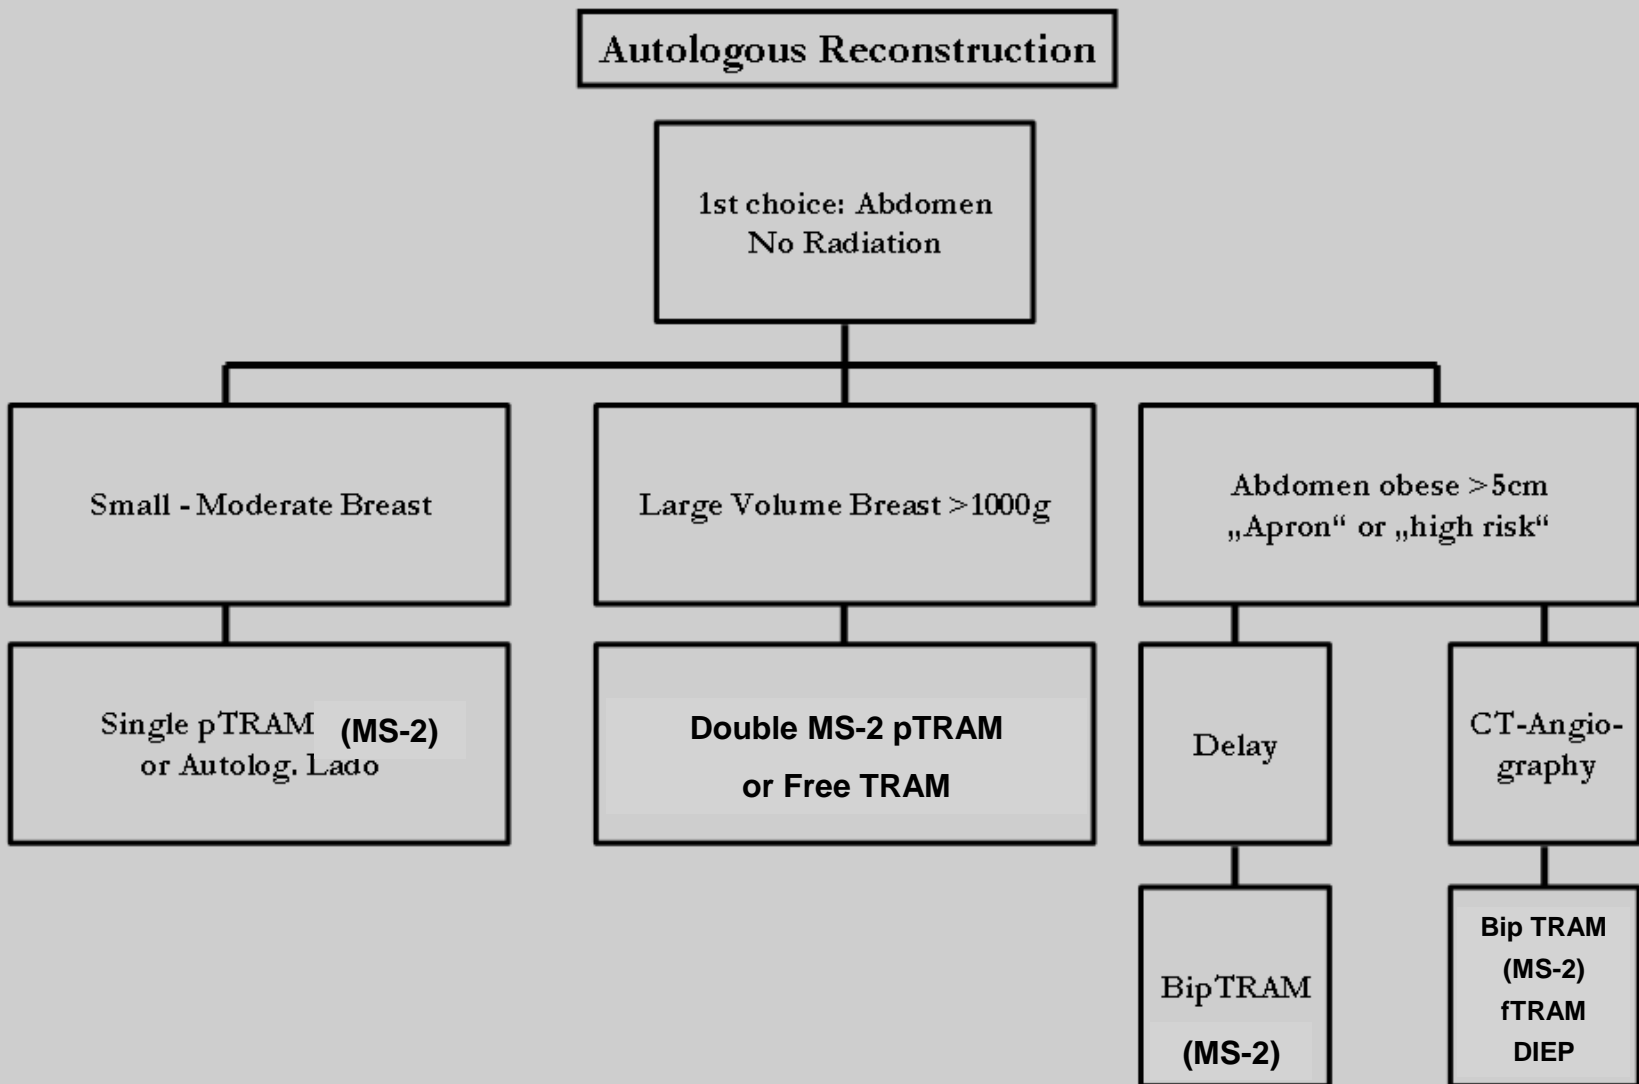 Autologous Reconstruction
1st choice: Abdomen
No Radiation
Small - Moderate Breast
Large Volume Breast >1000g
Abdomen obese >5cm
„Apron“ or „high risk“
Single pTRAM (MS-2)
or Autolog. Lado
Double MS-2 pTRAM
or Free TRAM
Delay
CT-Angio-
graphy
BipTRAM
(MS-2)
Bip TRAM
(MS-2)
fTRAM
DIEP